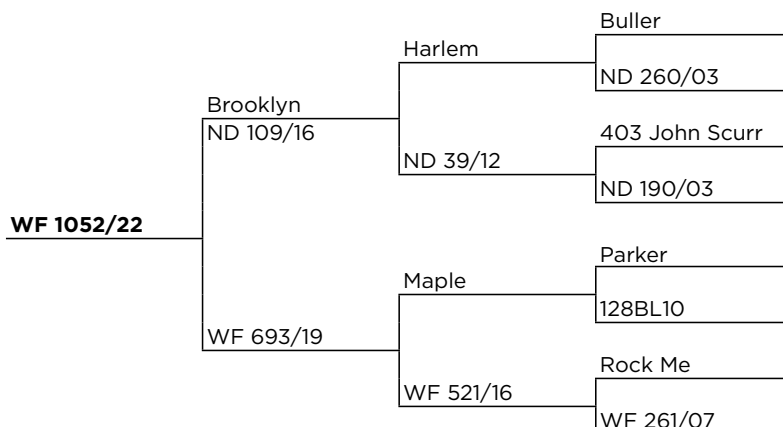 Buller
Harlem
ND 260/03
Brooklyn
ND 109/16
403 John Scurr
ND 39/12
ND 190/03
WF 1052/22
Parker
Maple
128BL10
WF 693/19
Rock Me
WF 521/16
WF 261/07